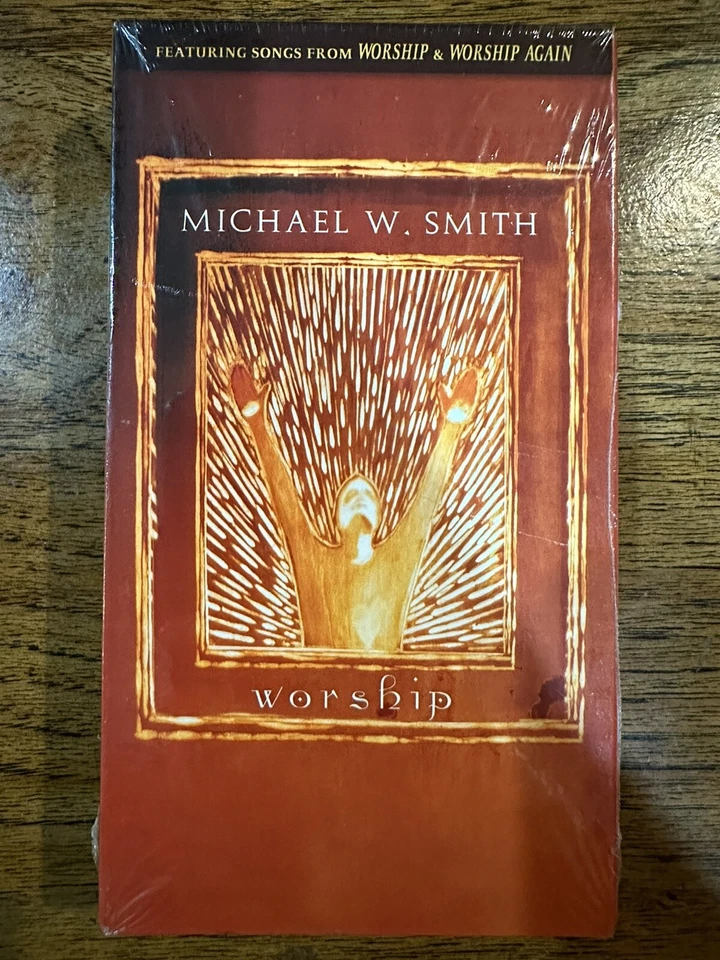 FEATURING SONGS FROM WORSHIP & WORSHIP AGAIN
MICHAEL W. SMITH
worship